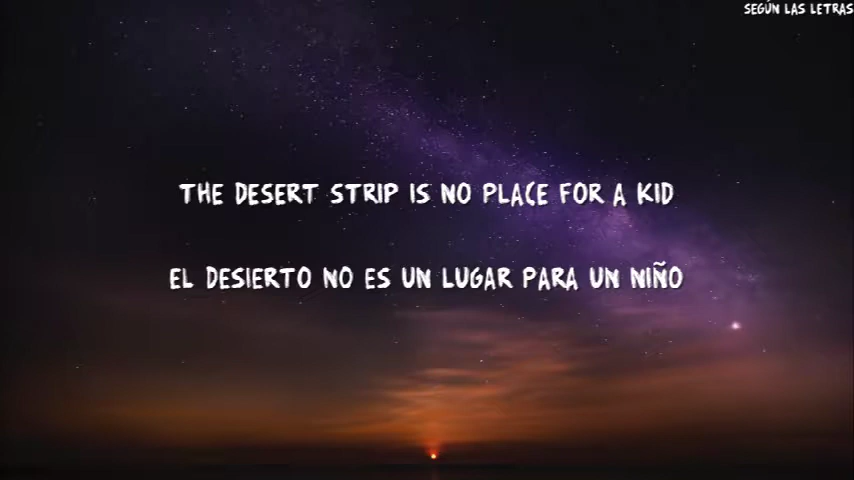 SEGÚN LAS LETRAS
THE DESERT STRIP IS NO PLACE FOR A KID
EL DESIERTO NO ES UN LUGAR PARA UN NIÑO